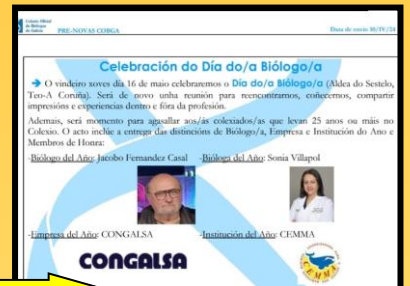 Colexio Oficial
de Biólogos
de Galicia
PRE-NOVAS COBGA
Data de envío 30/IV/24
Celebración do Día do/a Biólogo/a
➔ O vindeiro xoves día 16 de maio celebraremos o Día do/a Biólogo/a (Aldea do Sestelo,
Teo-A Coruña). Será de novo unha reunión para reencontrarnos, coñecernos, compartir
impresións e experiencias dentro e fóra da profesión.
Ademais, será momento para agasallar aos/ás colexiados/as que levan 25 anos ou máis no
Colexio. O acto inclúe a entrega das distincións de Biólogo/a, Empresa e Institución do Ano e
Membros de Honra:
-Biólogo del Año: Jacobo Fernandez Casal -Bióloga del Año: Sonia Villapol
-Empresa del Año: CONGALSA -Institución del Año: CEMMA
CONGALSA
CEMMA